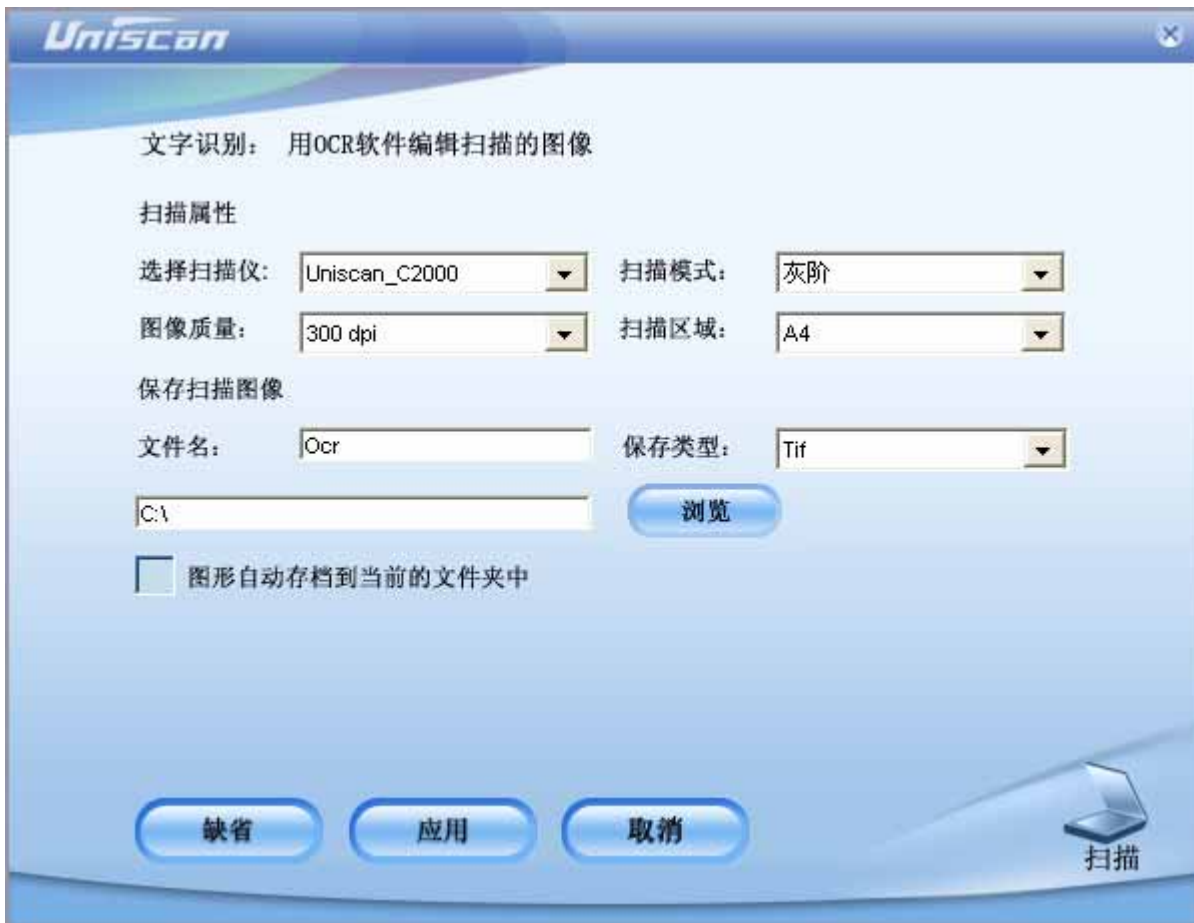 Uniscan
文字识别： 用OCR软件编辑扫描的图像
扫描属性
选择扫描仪: Uniscan_C2000 扫描模式： 灰阶
图像质量： 300 dpi 扫描区域： A4
保存扫描图像
文件名： Ocr 保存类型： Tif
C:\ 浏览
图形自动存档到当前的文件夹中
缺省 应用 取消 扫描